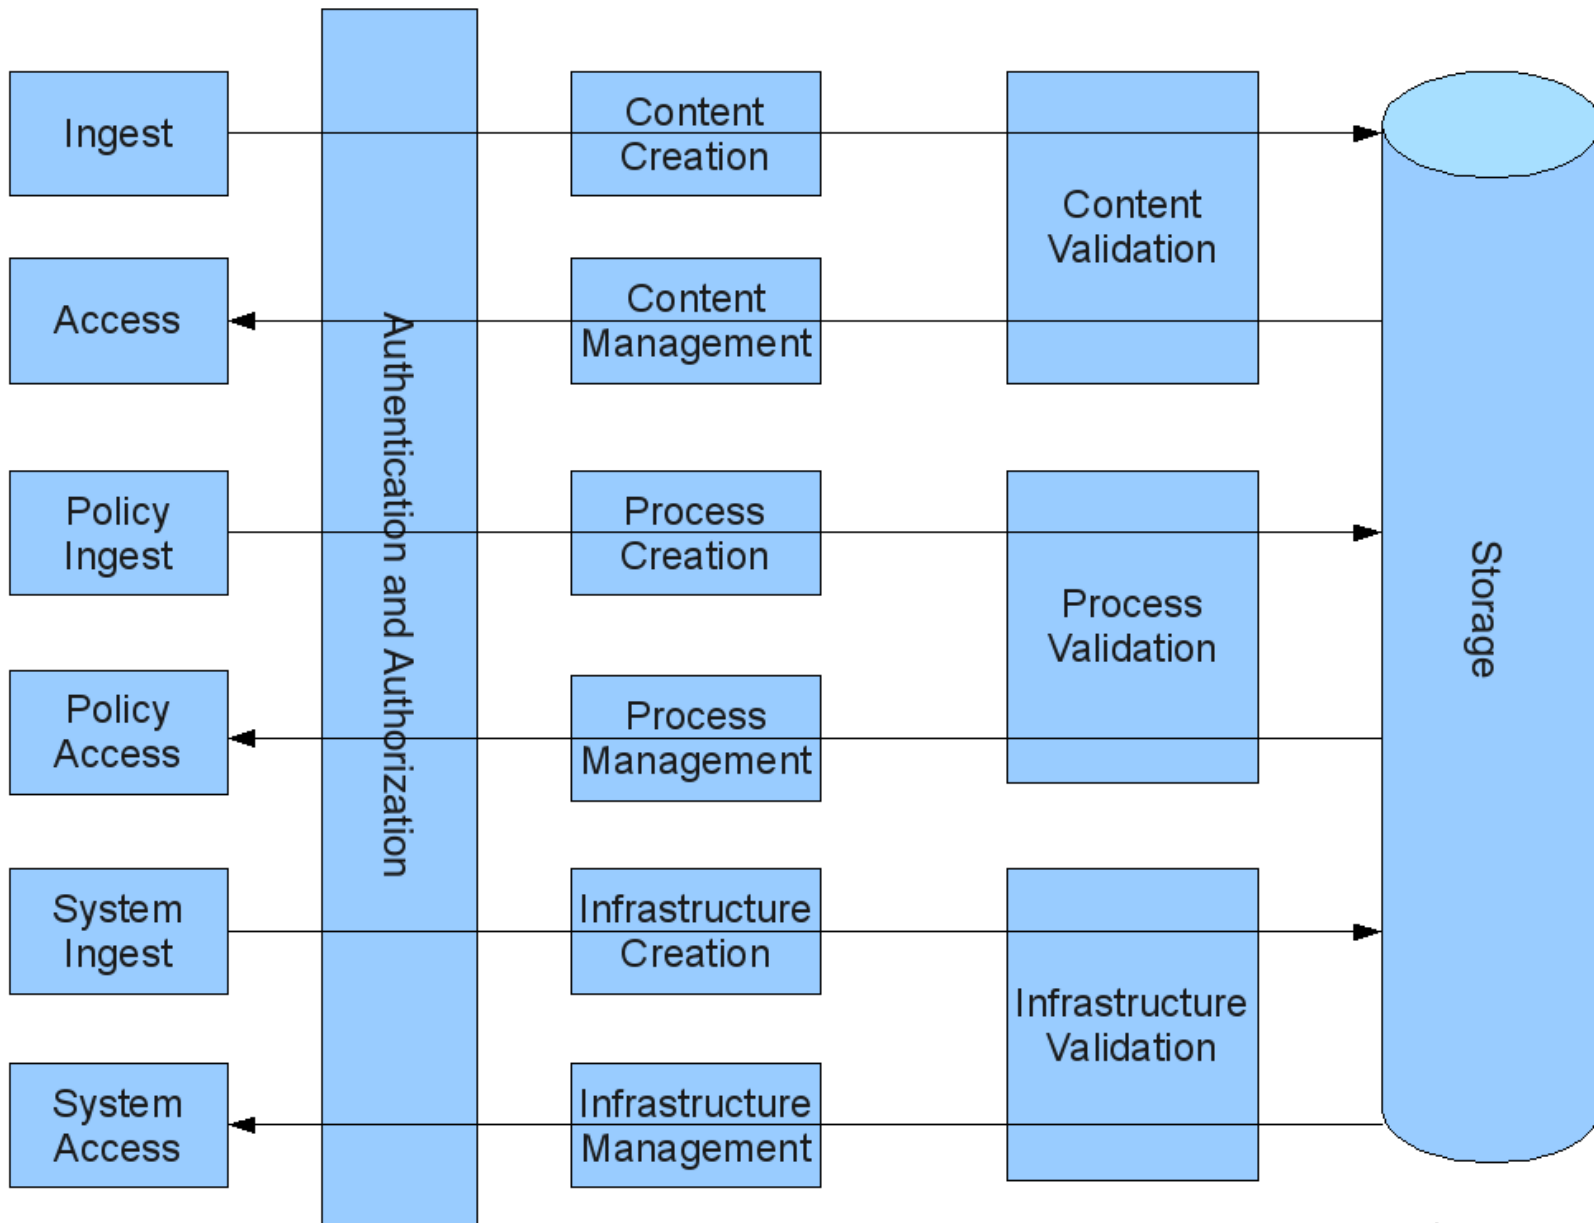 Ingest
Content
Creation
Content
Validation
Access
Content
Management
Authentication and Authorization
Policy
Ingest
Process
Creation
Process
Validation
Storage
Policy
Access
Process
Management
System
Ingest
Infrastructure
Creation
Infrastructure
Validation
System
Access
Infrastructure
Management